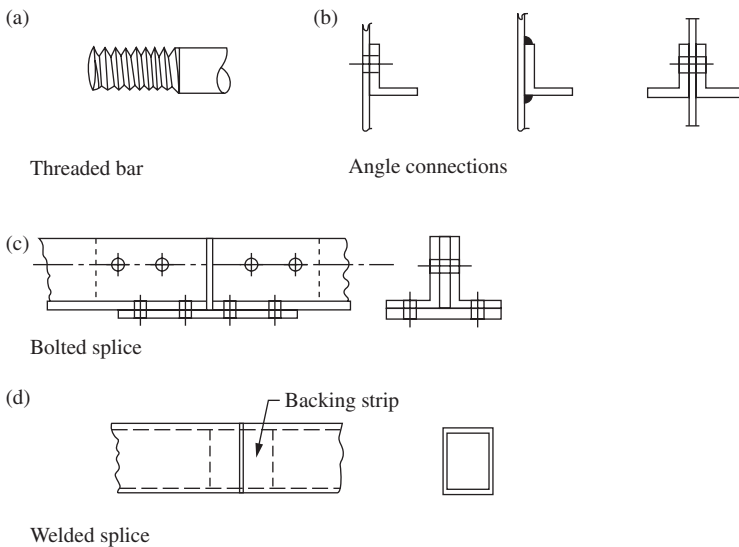 (a)
(b)
Threaded bar
Angle connections
(c)
Bolted splice
(d)
Backing strip
Welded splice